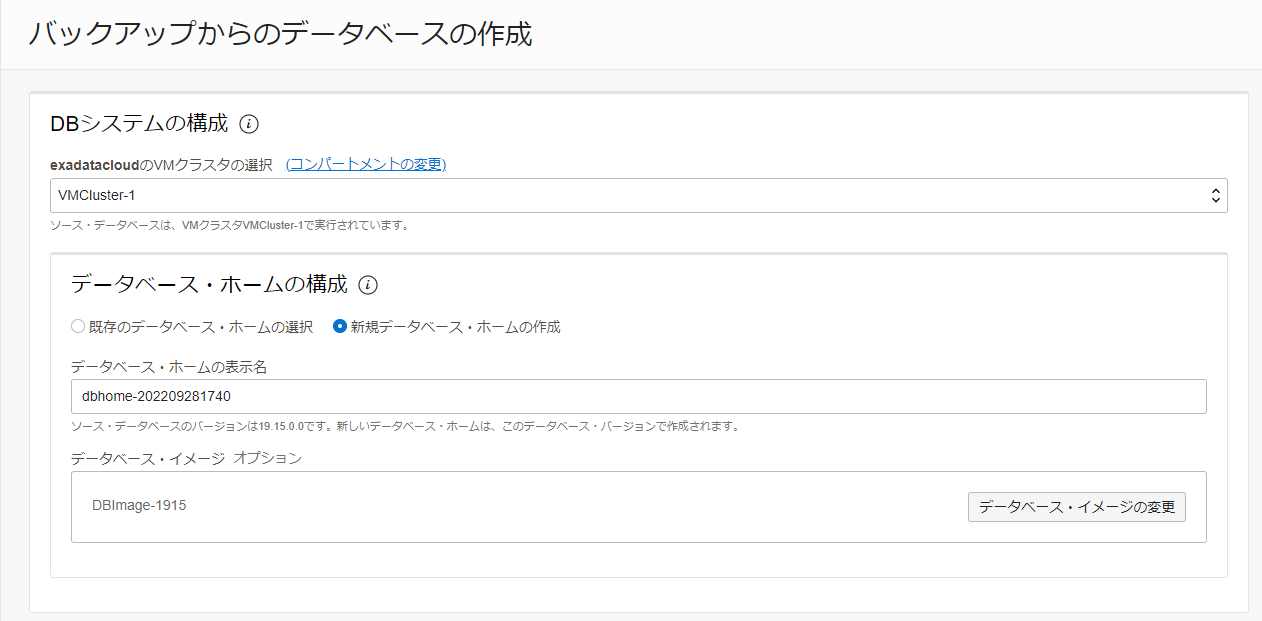 バックアップからのデータベースの作成
DBシステムの構成
exadatacloudのVMクラスタの選択 (コンパートメントの変更)
VMCluster-1
ソース・データベースは、VMクラスタVMCluster-1で実行されています。
データベース・ホームの構成
既存のデータベース・ホームの選択 新規データベース・ホームの作成
データベース・ホームの表示名
dbhome-202209281740
ソース・データベースのバージョンは19.15.0.0です。新しいデータベース・ホームは、このデータベース・バージョンで作成されます。
データベース・イメージ オプション
DBImage-1915 データベース・イメージの変更